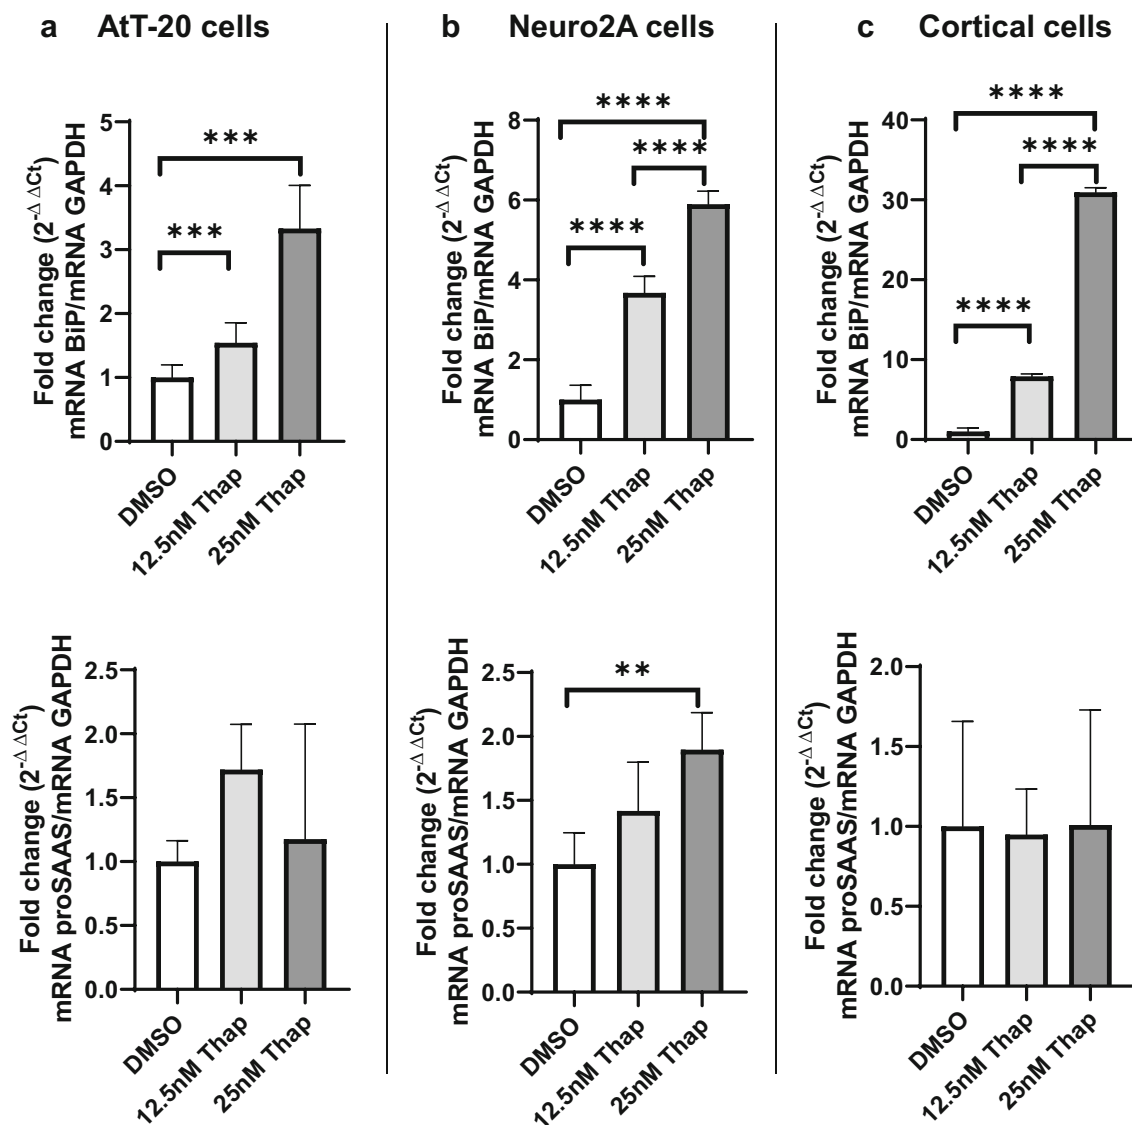 a AtT-20 cells
b Neuro2A cells
c Cortical cells
Fold change (2-Δ ΔCt)
mRNA BiP/mRNA GAPDH
5
4
3
2
1
0
***
***
DMSO
12.5nM Thap
25nM Thap
Fold change (2-Δ ΔCt)
mRNA BiP/mRNA GAPDH
8
6
4
2
0
****
****
****
DMSO
12.5nM Thap
25nM Thap
Fold change (2-Δ ΔCt)
mRNA BiP/mRNA GAPDH
40
30
20
10
0
****
****
****
DMSO
12.5nM Thap
25nM Thap
Fold change (2-Δ ΔCt)
mRNA proSAAS/mRNA GAPDH
2.5
2.0
1.5
1.0
0.5
0.0
DMSO
12.5nM Thap
25nM Thap
Fold change (2-Δ ΔCt)
mRNA proSAAS/mRNA GAPDH
2.5
2.0
1.5
1.0
0.5
0.0
**
DMSO
12.5nM Thap
25nM Thap
Fold change (2-Δ ΔCt)
mRNA proSAAS/mRNA GAPDH
2.0
1.5
1.0
0.5
0.0
DMSO
12.5nM Thap
25nM Thap